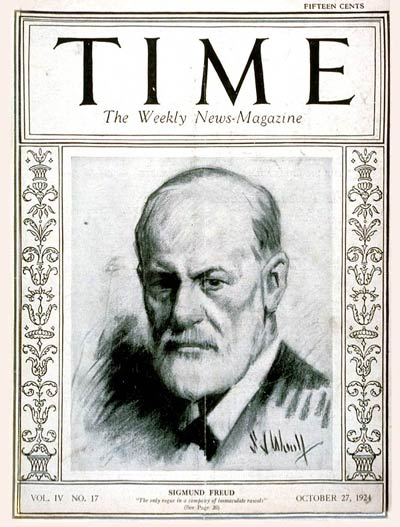 FIFTEEN CENTS
TIME
The Weekly News-Magazine
VOL. IV NO. 17
SIGMUND FREUD
"The only rogue in a company of immaculate rascals"
(See Page 20)
OCTOBER 27, 1924